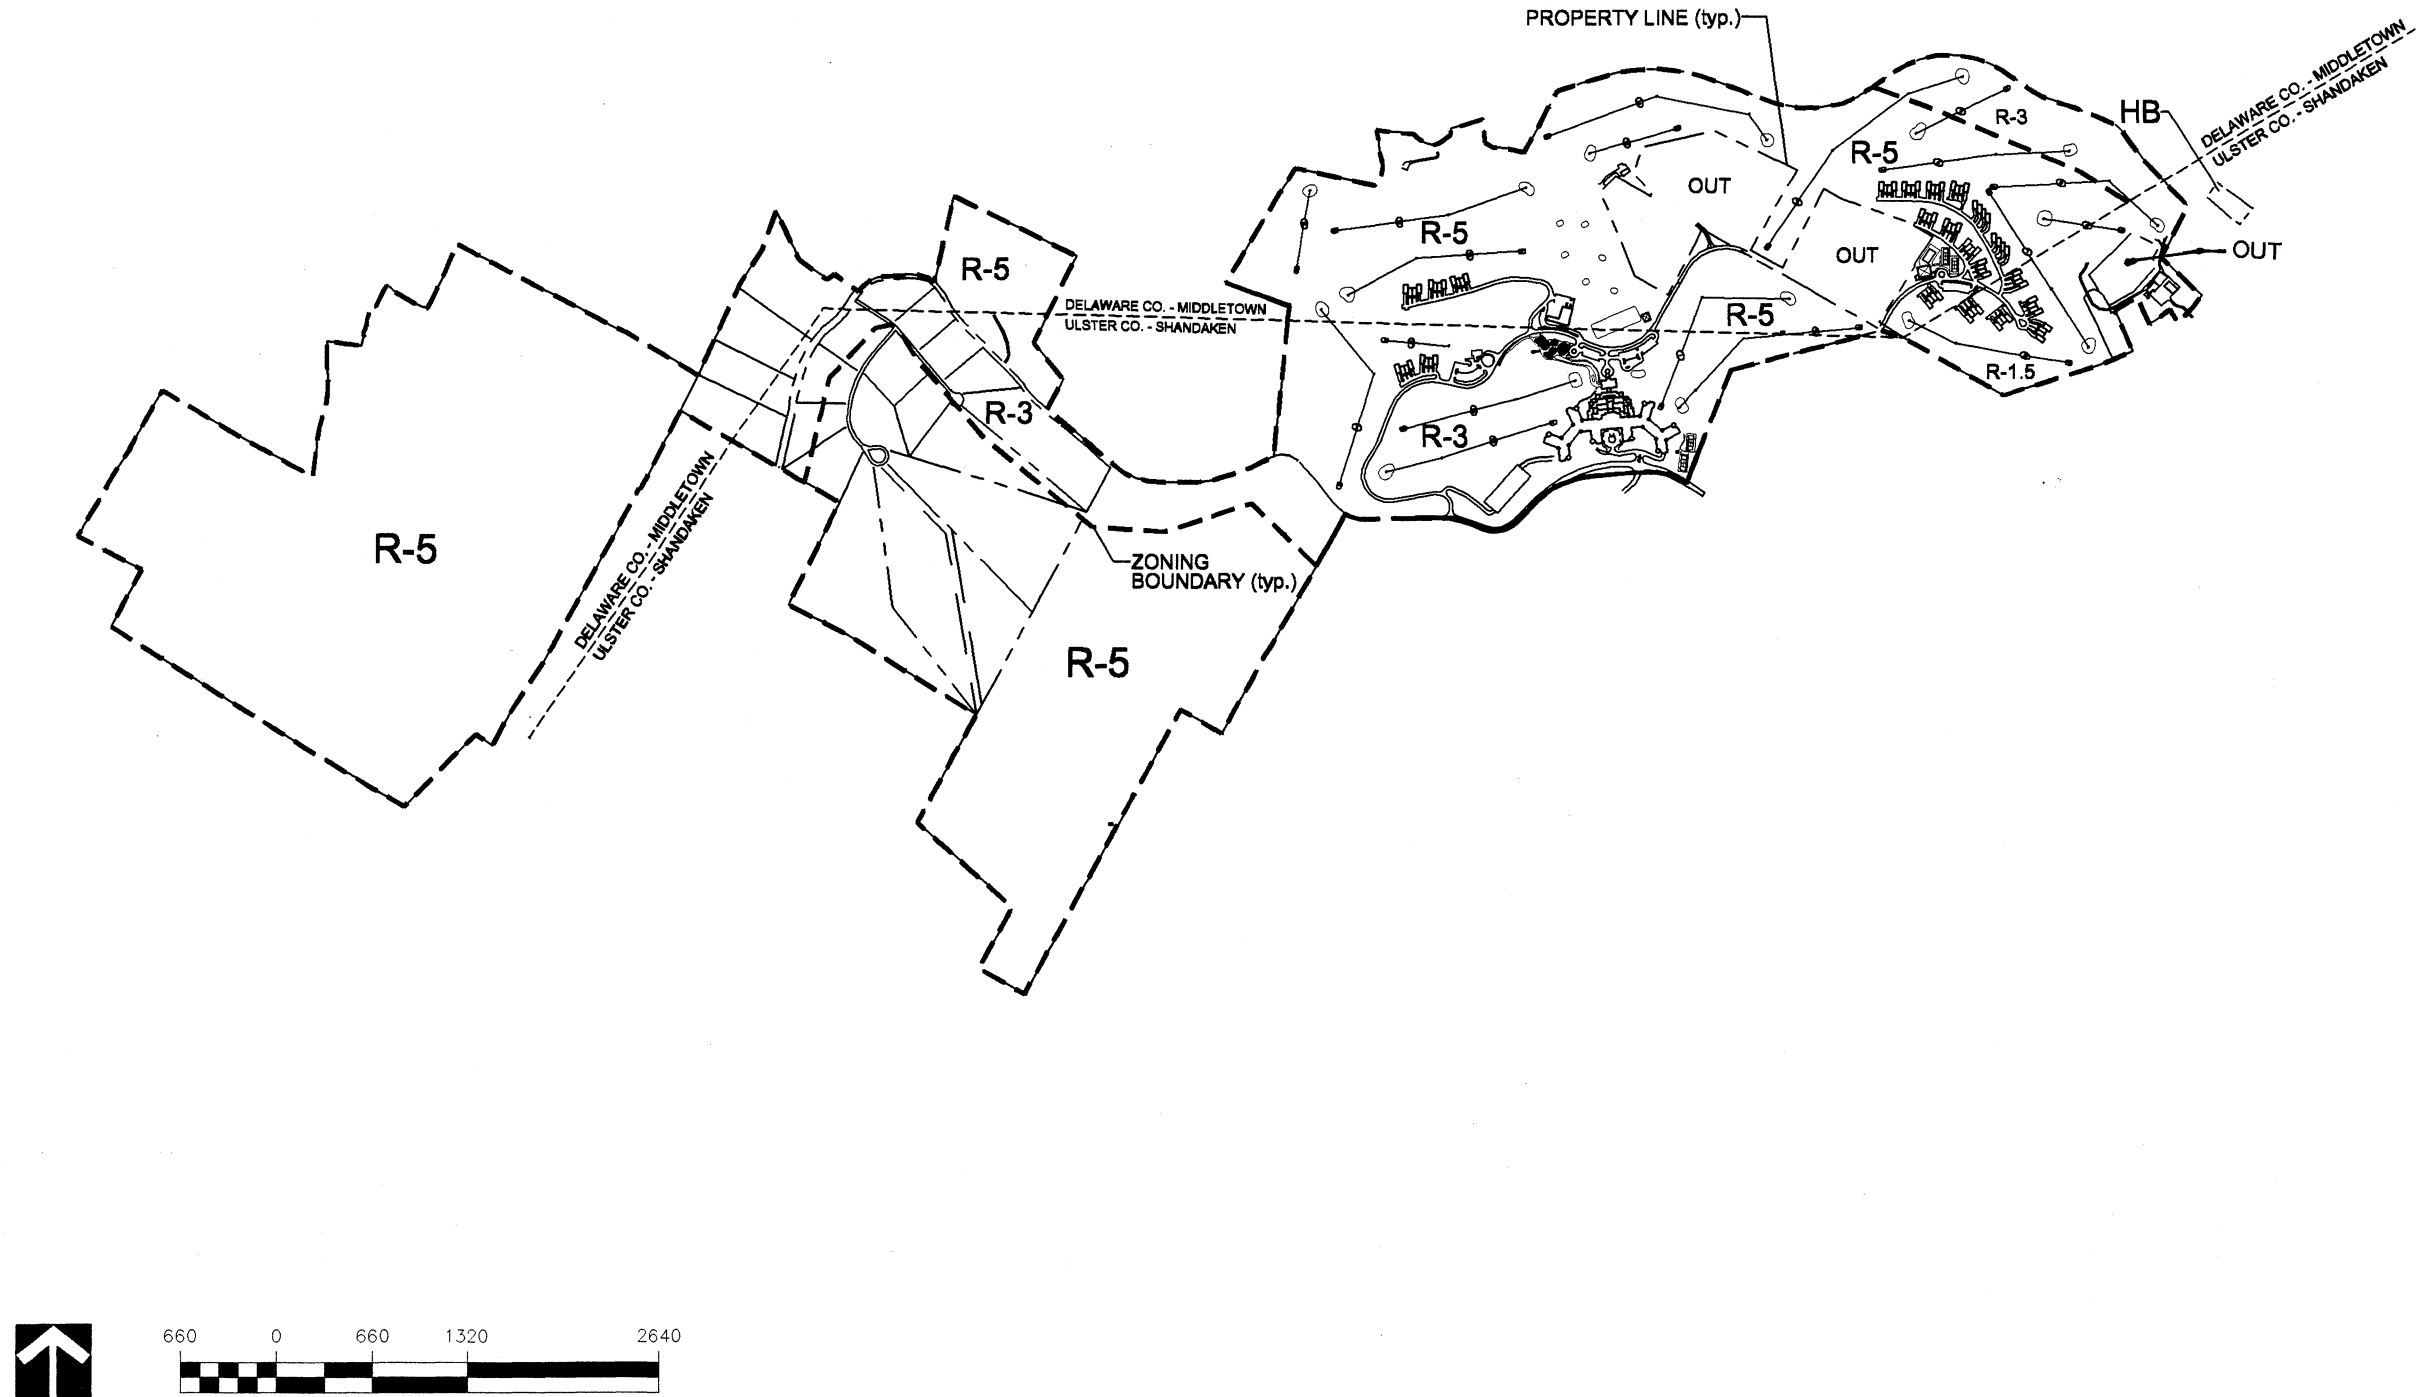 PROPERTY LINE (typ.)
DELAWARE CO. - MIDDLETOWN
ULSTER CO. - SHANDAKEN
HB
R-3
R-5
OUT
R-5
OUT
OUT
R-5
DELAWARE CO. - MIDDLETOWN
ULSTER CO. - SHANDAKEN
R-5
R-1.5
R-3
R-3
DELAWARE CO. - MIDDLETOWN
ULSTER CO. - SHANDAKEN
R-5
ZONING
BOUNDARY (typ.)
R-5
660 0 660 1320 2640